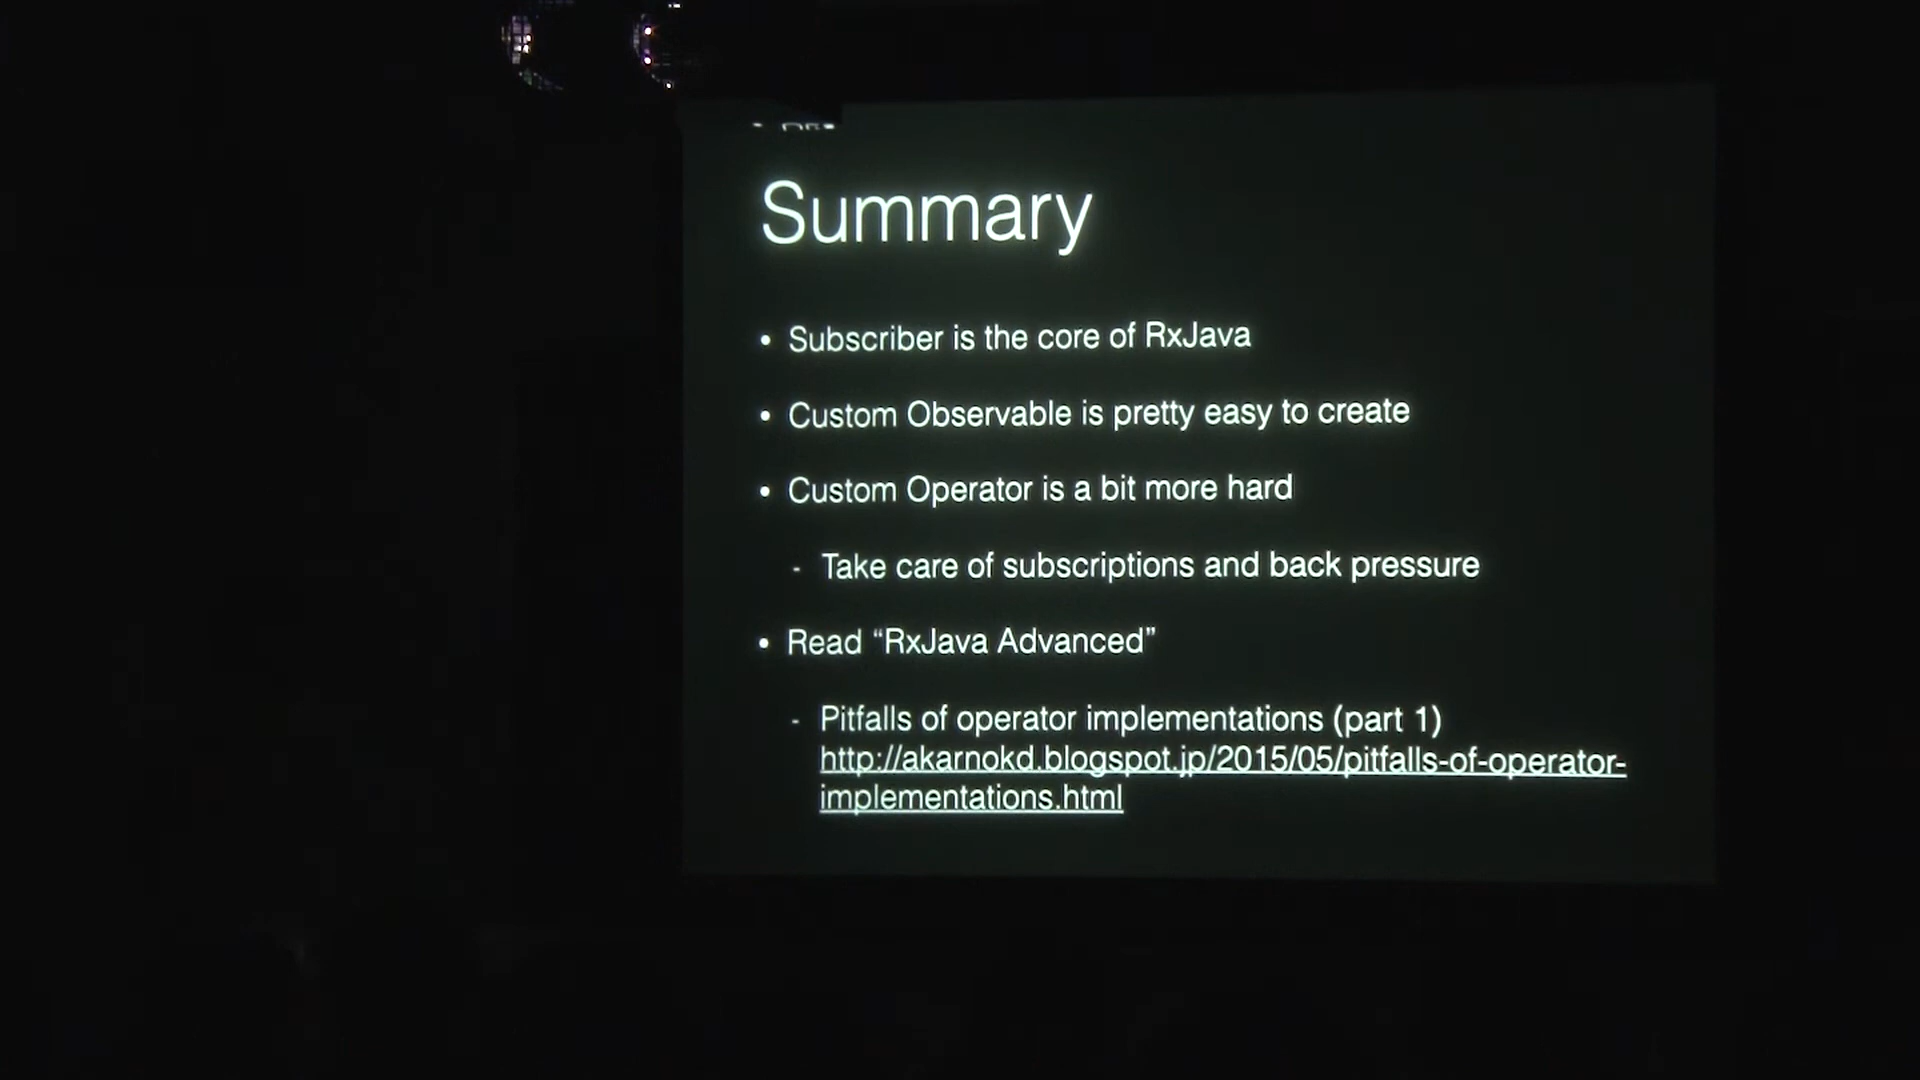 Summary
• Subscriber is the core of RxJava
• Custom Observable is pretty easy to create
• Custom Operator is a bit more hard
- Take care of subscriptions and back pressure
• Read “RxJava Advanced”
- Pitfalls of operator implementations (part 1)
http://akarnokd.blogspot.jp/2015/05/pitfalls-of-operator-
implementations.html